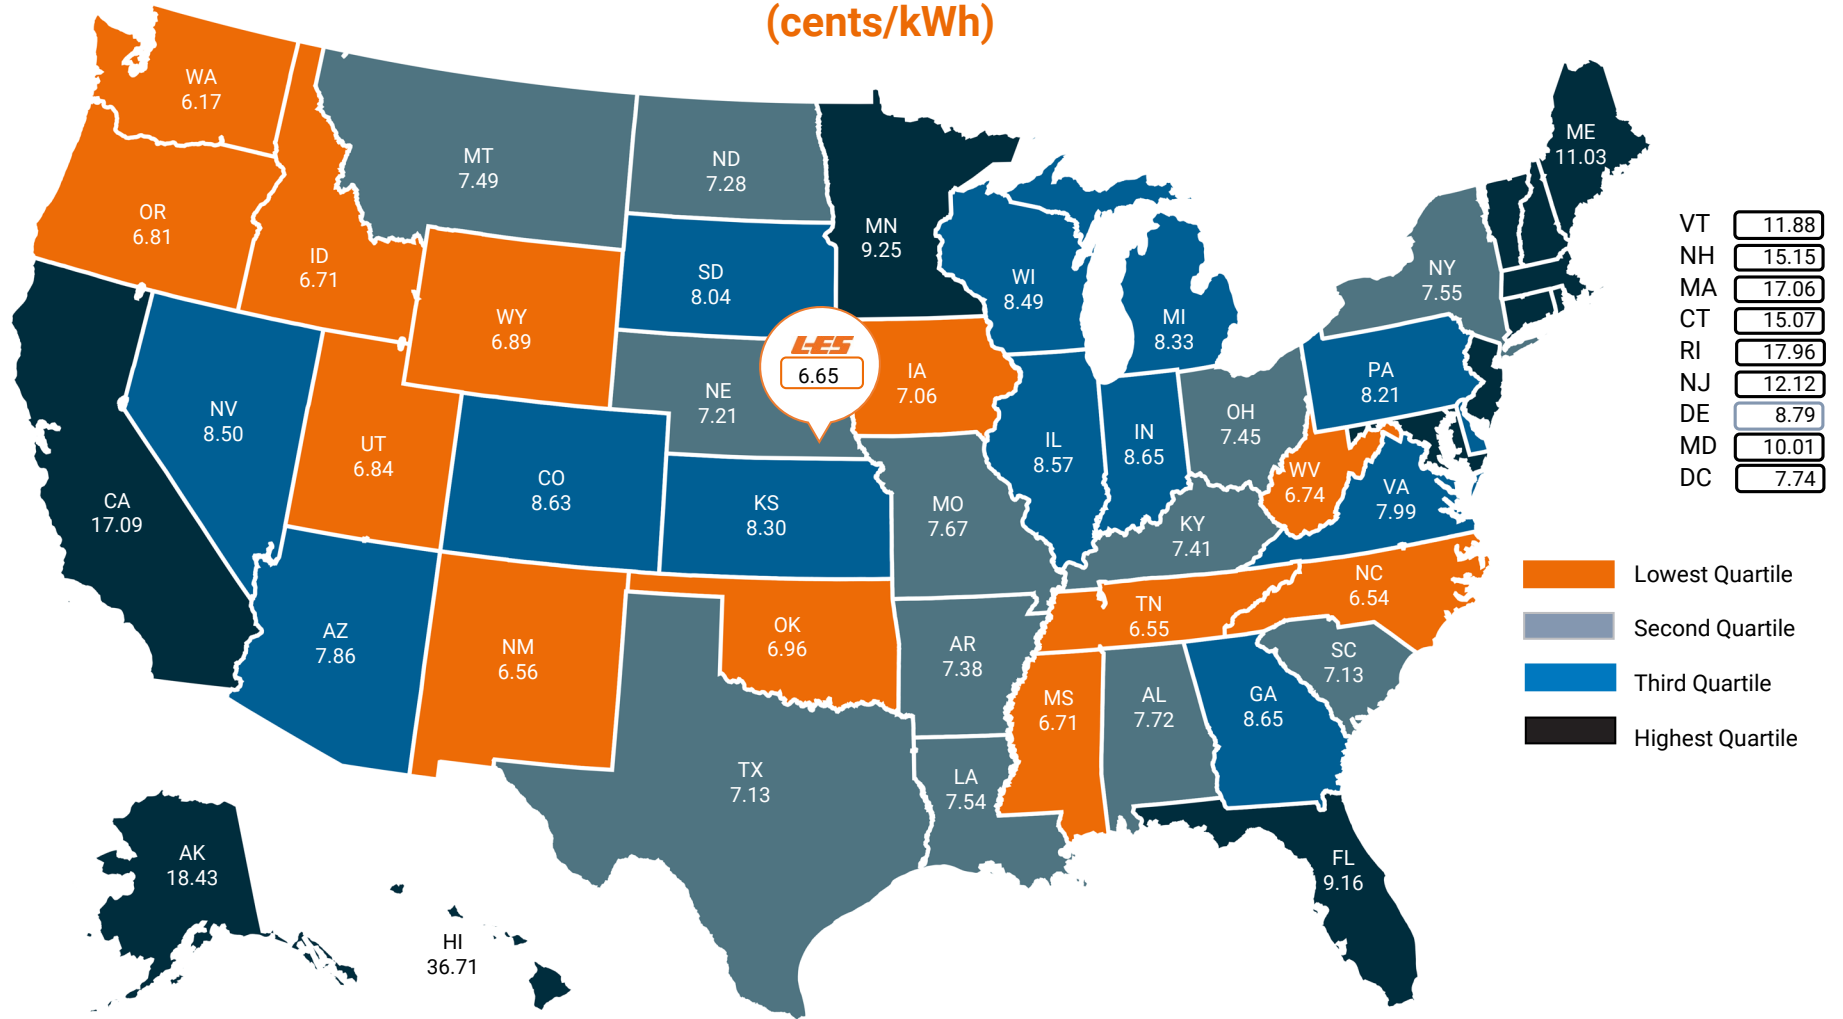 (cents/kWh)
WA
6.17
OR
6.81
ID
6.71
MT
7.49
ND
7.28
MN
9.25
SD
8.04
WY
6.89
WI
8.49
MI
8.33
NY
7.55
ME
11.03
VT 11.88
NH 15.15
MA 17.06
CT 15.07
RI 17.96
NJ 12.12
DE 8.79
MD 10.01
DC 7.74
LES
6.65
NE
7.21
IA
7.06
PA
8.21
NV
8.50
UT
6.84
CO
8.63
KS
8.30
MO
7.67
IL
8.57
IN
8.65
OH
7.45
WV
6.74
VA
7.99
KY
7.41
CA
17.09
AZ
7.86
NM
6.56
OK
6.96
AR
7.38
TN
6.55
NC
6.54
SC
7.13
MS
6.71
AL
7.72
GA
8.65
TX
7.13
LA
7.54
FL
9.16
AK
18.43
HI
36.71
Lowest Quartile
Second Quartile
Third Quartile
Highest Quartile